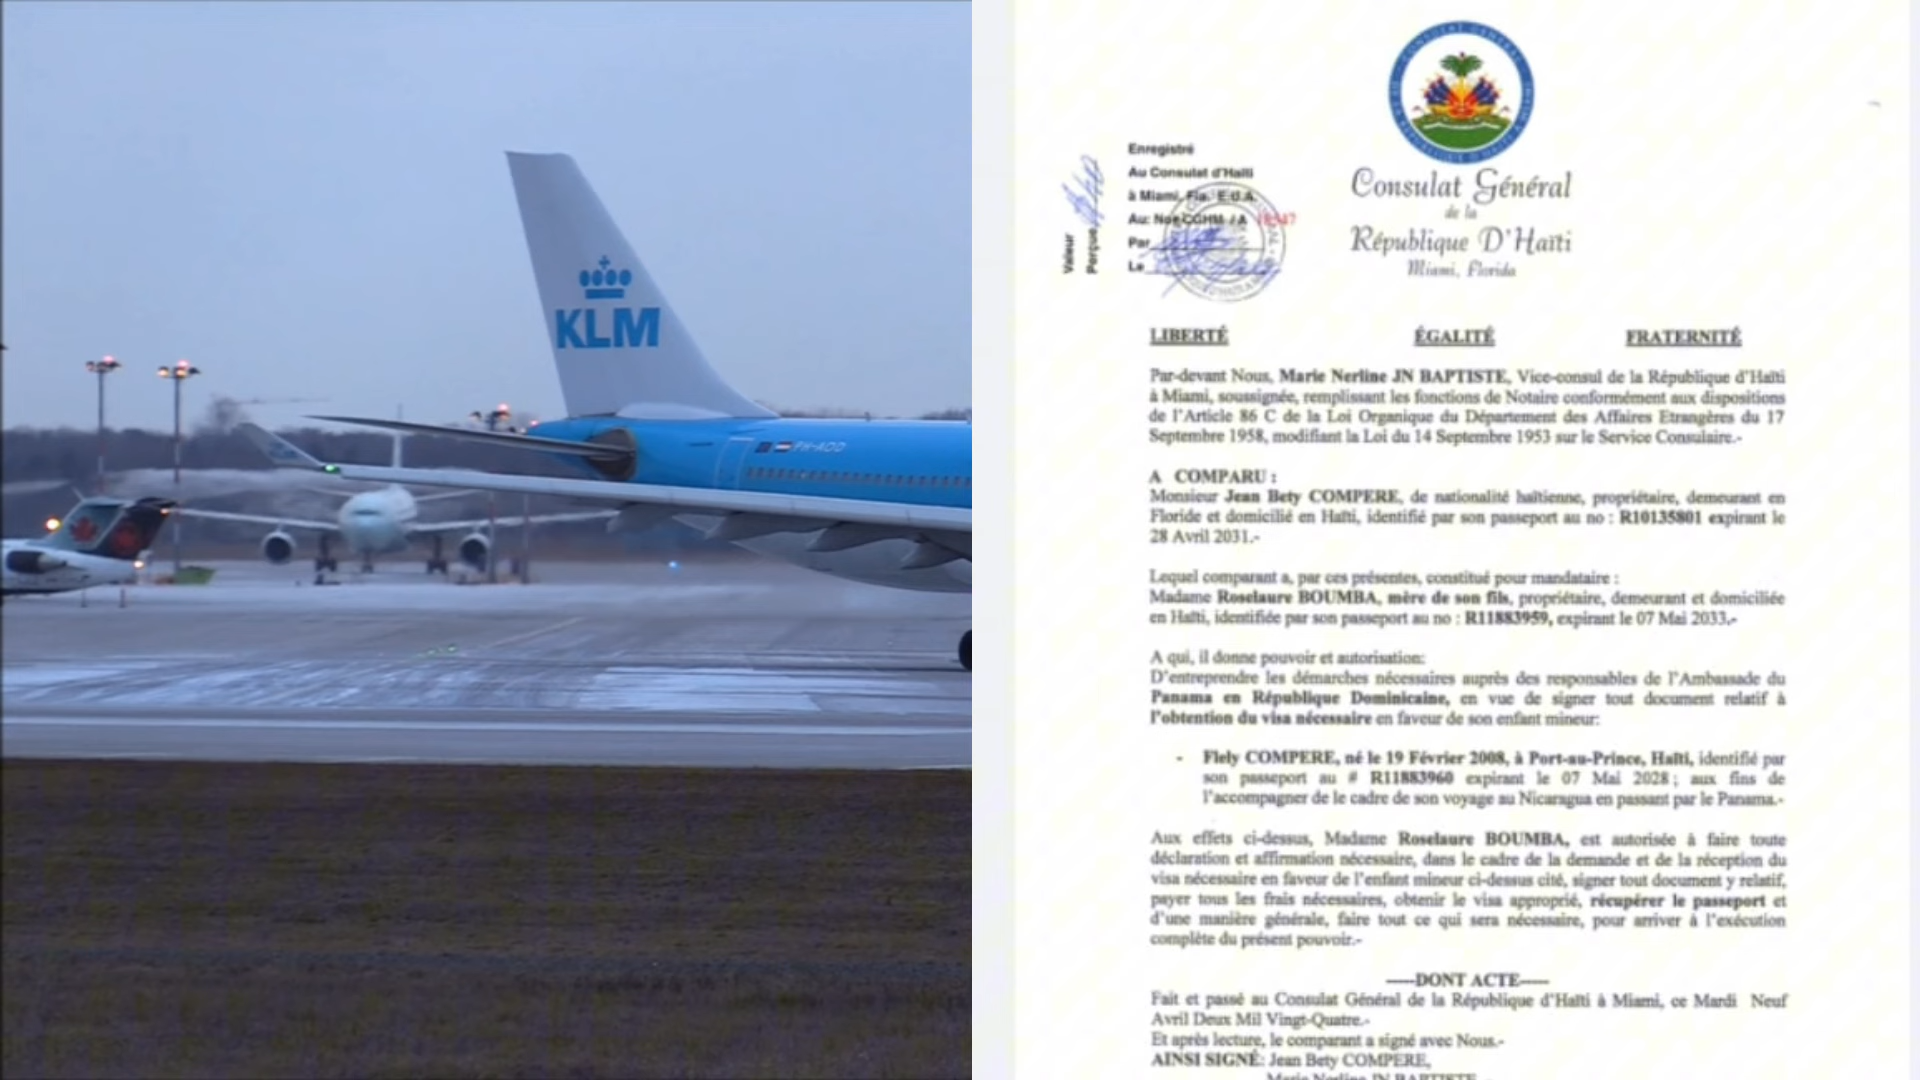 KLM
PH-AOD
Enregistré
Au Consulat d'Haïti
à Miami, Fla. E.U.A.
Au: No CGHM / A
Par
Le
Valeur
Perçue
Consulat Général
de la
République D'Haïti
Miami, Florida
LIBERTÉ ÉGALITÉ FRATERNITÉ
Par-devant Nous, Marie Nerline JN BAPTISTE, Vice-consul de la République d'Haïti
à Miami, soussignée, remplissant les fonctions de Notaire conformément aux dispositions
de l'Article 86 C de la Loi Organique du Département des Affaires Etrangères du 17
Septembre 1958, modifiant la Loi du 14 Septembre 1953 sur le Service Consulaire.-
A COMPARU :
Monsieur Jean Bety COMPERE, de nationalité haïtienne, propriétaire, demeurant en
Floride et domicilié en Haïti, identifié par son passeport au no : R10135801 expirant le
28 Avril 2031.-
Lequel comparant a, par ces présentes, constitué pour mandataire :
Madame Roselaure BOUMBA, mère de son fils, propriétaire, demeurant et domiciliée
en Haïti, identifiée par son passeport au no : R11883959, expirant le 07 Mai 2033.-
A qui, il donne pouvoir et autorisation:
D'entreprendre les démarches nécessaires auprès des responsables de l'Ambassade du
Panama en République Dominicaine, en vue de signer tout document relatif à
l'obtention du visa nécessaire en faveur de son enfant mineur:
- Flely COMPERE, né le 19 Février 2008, à Port-au-Prince, Haïti, identifié par
son passeport au # R11883960 expirant le 07 Mai 2028 ; aux fins de
l'accompagner de le cadre de son voyage au Nicaragua en passant par le Panama.-
Aux effets ci-dessus, Madame Roselaure BOUMBA, est autorisée à faire toute
déclaration et affirmation nécessaire, dans le cadre de la demande et de la réception du
visa nécessaire en faveur de l'enfant mineur ci-dessus cité, signer tout document y relatif,
payer tous les frais nécessaires, obtenir le visa approprié, récupérer le passeport et
d'une manière générale, faire tout ce qui sera nécessaire, pour arriver à l'exécution
complète du présent pouvoir.-
-----DONT ACTE-----
Fait et passé au Consulat Général de la République d'Haïti à Miami, ce Mardi Neuf
Avril Deux Mil Vingt-Quatre.-
Et après lecture, le comparant a signé avec Nous.-
AINSI SIGNÉ: Jean Bety COMPERE,
Marie Nerline JN BAPTISTE